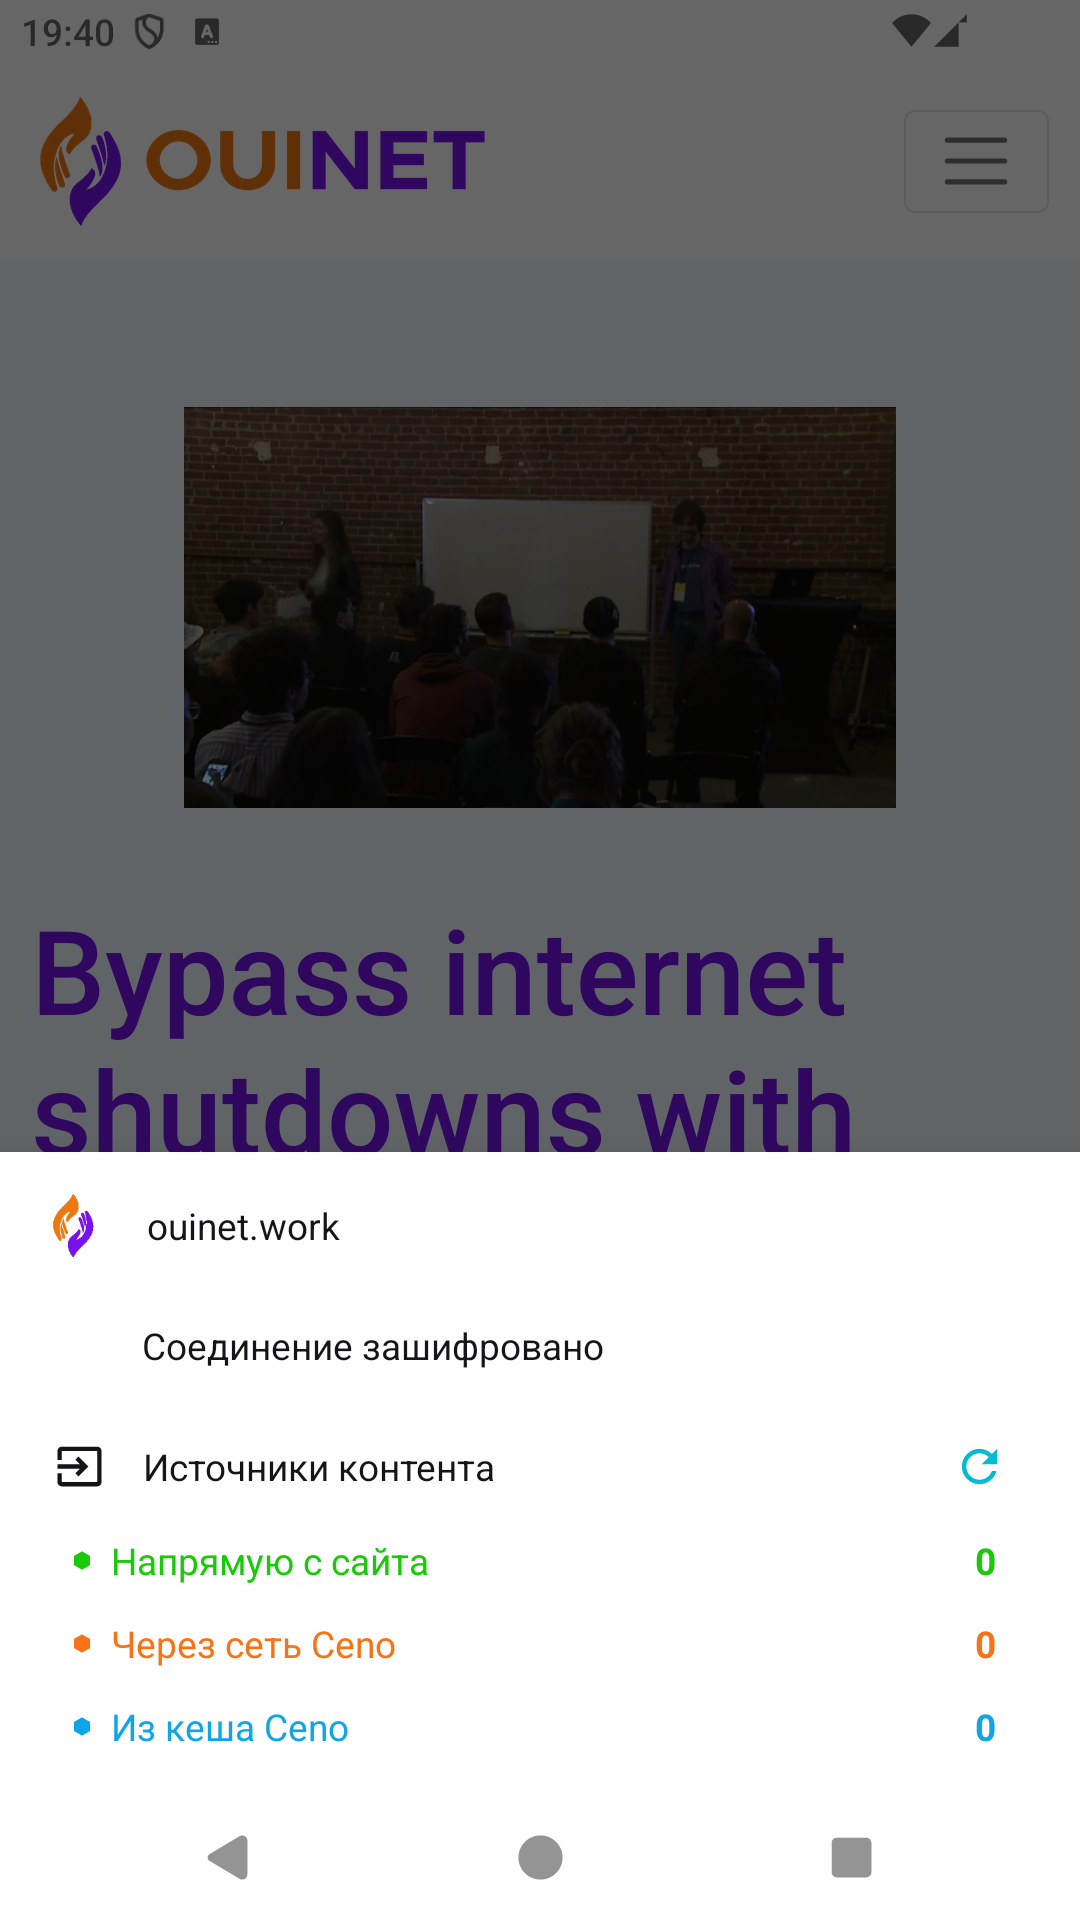 19:40
OUINET
Bypass internet
shutdowns with
ouinet.work
Соединение зашифровано
Источники контента
Напрямую с сайта 0
Через сеть Ceno 0
Из кеша Ceno 0